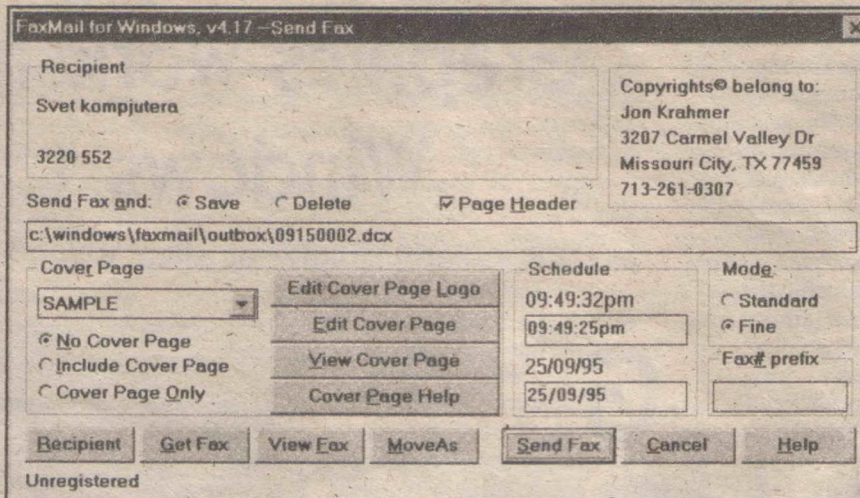 FaxMail for Windows, v4.17 –Send Fax
Recipient
Svet kompjutera
3220 552
Copyrights© belong to:
Jon Krahmer
3207 Carmel Valley Dr
Missouri City, TX 77459
713-261-0307
Send Fax and:
Save
Delete
Page Header
c:\windows\faxmail\outbox\09150002.dcx
Cover Page
SAMPLE
No Cover Page
Include Cover Page
Cover Page Only
Edit Cover Page Logo
Edit Cover Page
View Cover Page
Cover Page Help
Schedule
09:49:32pm
09:49:25pm
25/09/95
25/09/95
Mode:
Standard
Fine
Fax# prefix
Recipient
Get Fax
View Fax
MoveAs
Send Fax
Cancel
Help
Unregistered